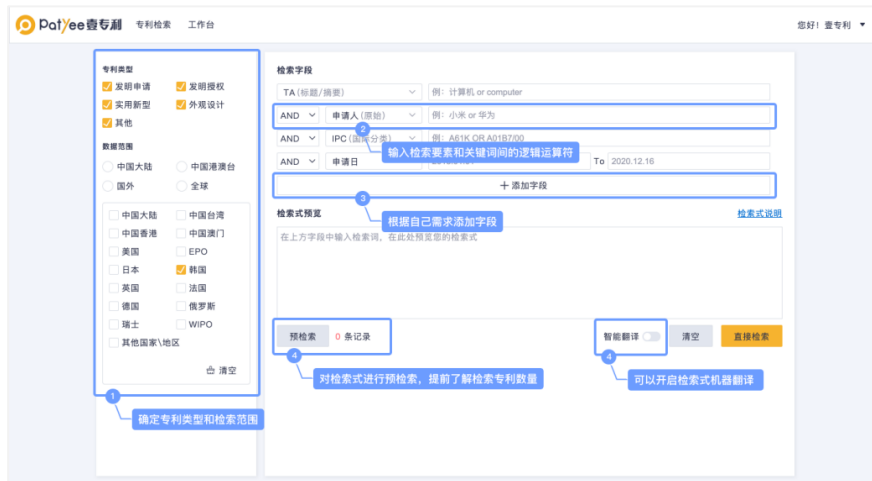 Patyee壹专利 专利检索 工作台 您好！壹专利
专利类型
发明申请 发明授权
实用新型 外观设计
其他
数据范围
中国大陆 中国港澳台
国外 全球
中国大陆 中国台湾
中国香港 中国澳门
美国 EPO
日本 韩国
英国 法国
德国 俄罗斯
瑞士 WIPO
其他国家\地区
清空
1
确定专利类型和检索范围
检索字段
TA(标题/摘要) 例：计算机 or computer
AND 申请人(原始) 例：小米 or 华为
2
AND IPC(国际分类) 例：A61K OR A01B7/00
输入检索要素和关键词间的逻辑运算符
AND 申请日 To 2020.12.16
＋添加字段
3
根据自己需求添加字段
检索式预览 检索式说明
在上方字段中输入检索词，在此处预览您的检索式
预检索 0 条记录 智能翻译 清空 直接检索
4
对检索式进行预检索，提前了解检索专利数量
4
可以开启检索式机器翻译